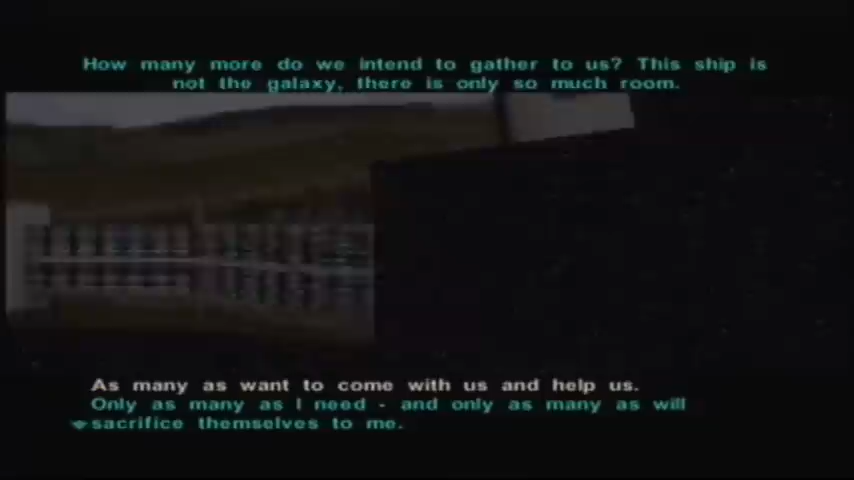 How many more do we intend to gather to us? This ship is
not the galaxy, there is only so much room.
As many as want to come with us and help us.
Only as many as I need - and only as many as will
sacrifice themselves to me.